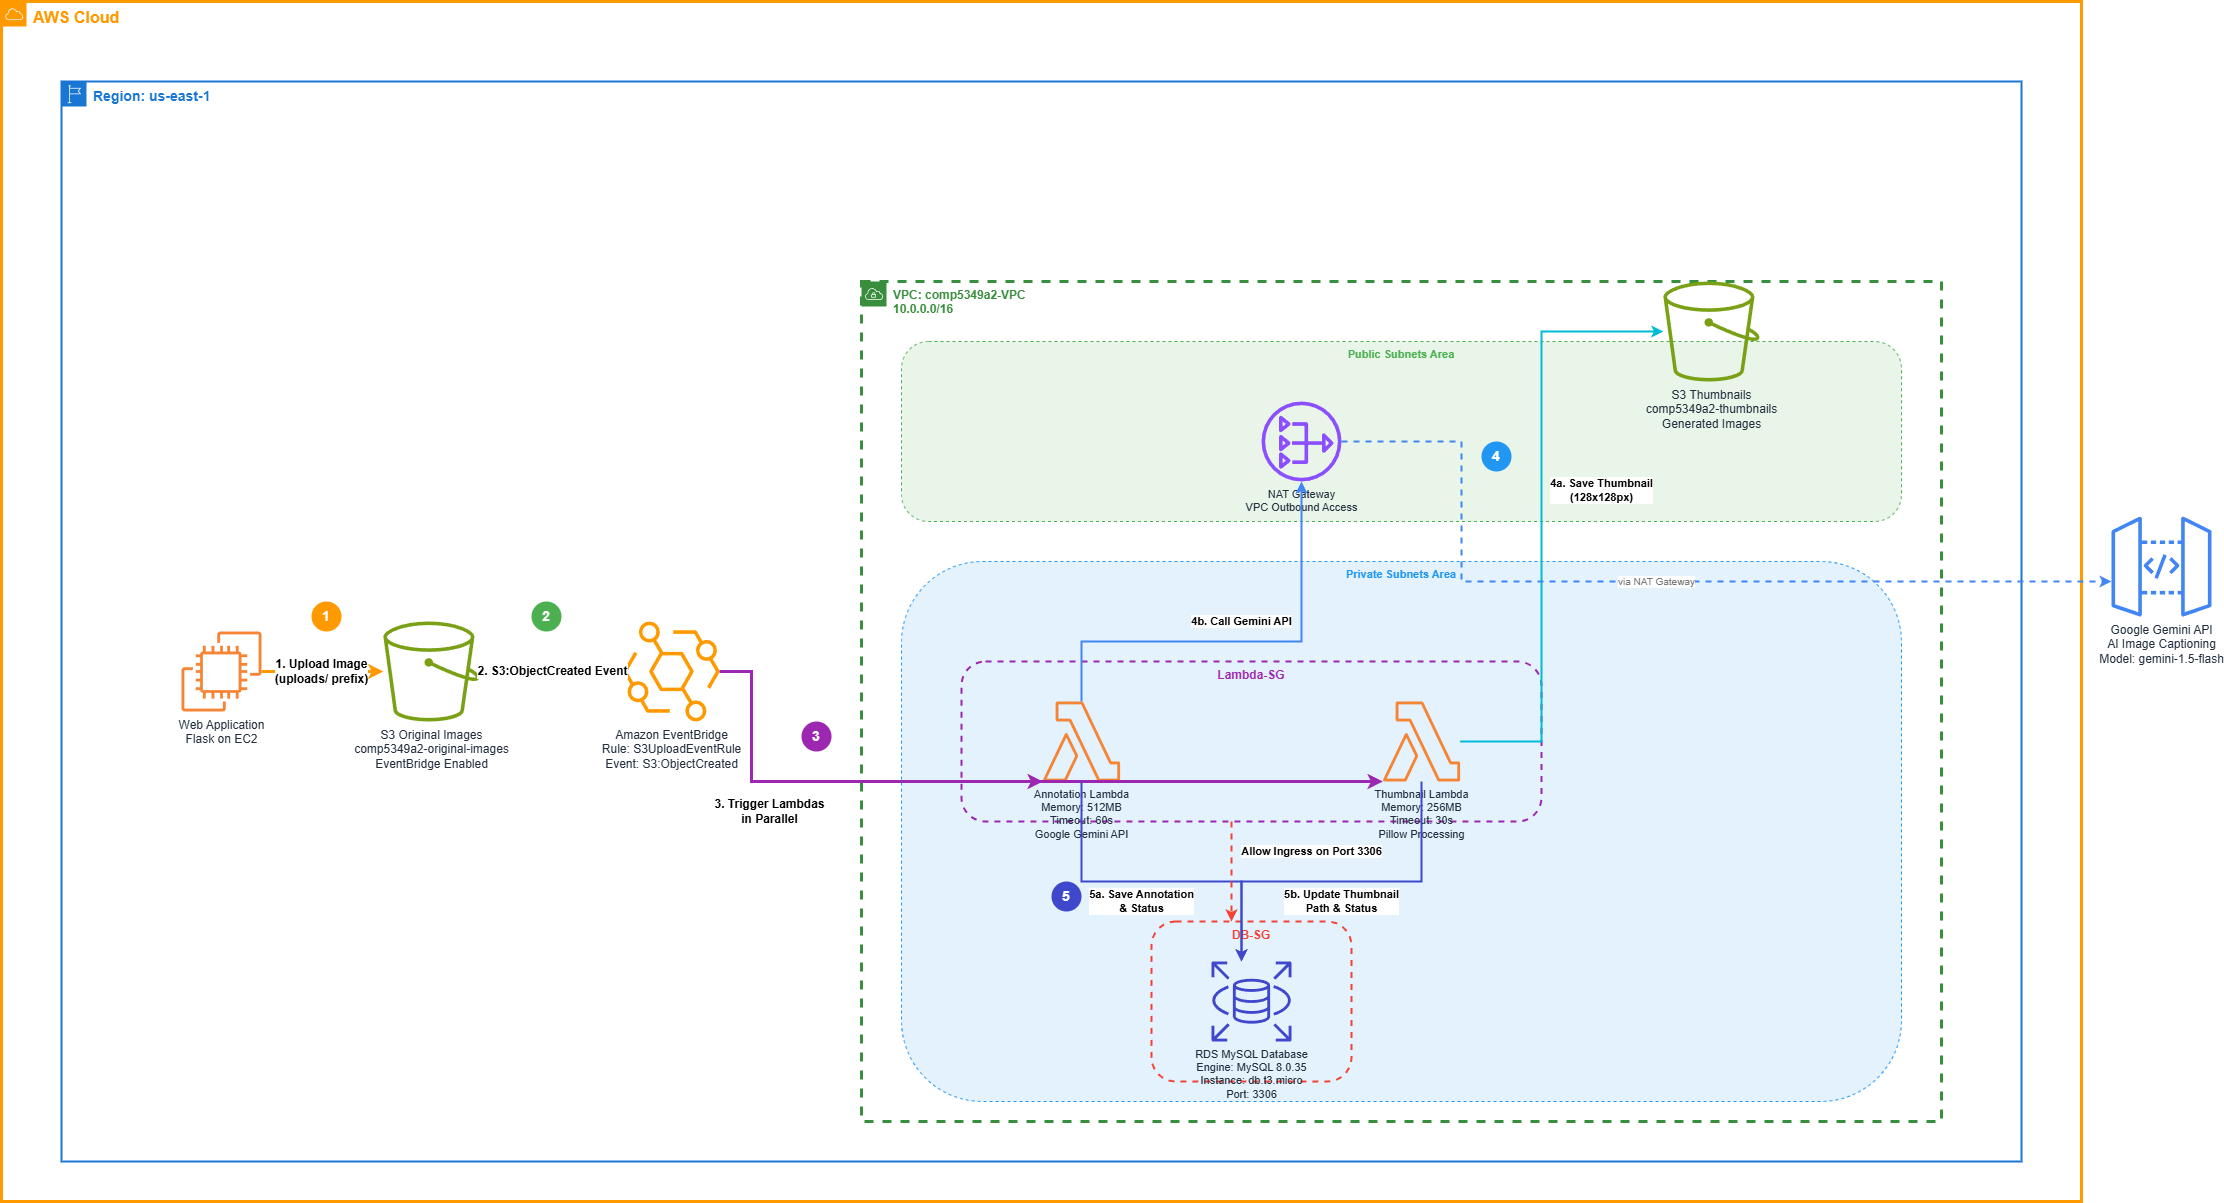 AWS Cloud
Region: us-east-1
VPC: comp5349a2-VPC
10.0.0.0/16
Public Subnets Area
S3 Thumbnails
comp5349a2-thumbnails
Generated Images
4
NAT Gateway
VPC Outbound Access
4a. Save Thumbnail
(128x128px)
Private Subnets Area
via NAT Gateway
Google Gemini API
AI Image Captioning
Model: gemini-1.5-flash
4b. Call Gemini API
1
2
1. Upload Image
(uploads/ prefix)
2. S3:ObjectCreated Event
Web Application
Flask on EC2
S3 Original Images
comp5349a2-original-images
EventBridge Enabled
Amazon EventBridge
Rule: S3UploadEventRule
Event: S3:ObjectCreated
3
3. Trigger Lambdas
in Parallel
Lambda-SG
Annotation Lambda
Memory: 512MB
Timeout: 60s
Google Gemini API
Thumbnail Lambda
Memory: 256MB
Timeout: 30s
Pillow Processing
Allow Ingress on Port 3306
5
5a. Save Annotation
& Status
5b. Update Thumbnail
Path & Status
DB-SG
RDS MySQL Database
Engine: MySQL 8.0.35
Instance: db.t3.micro
Port: 3306